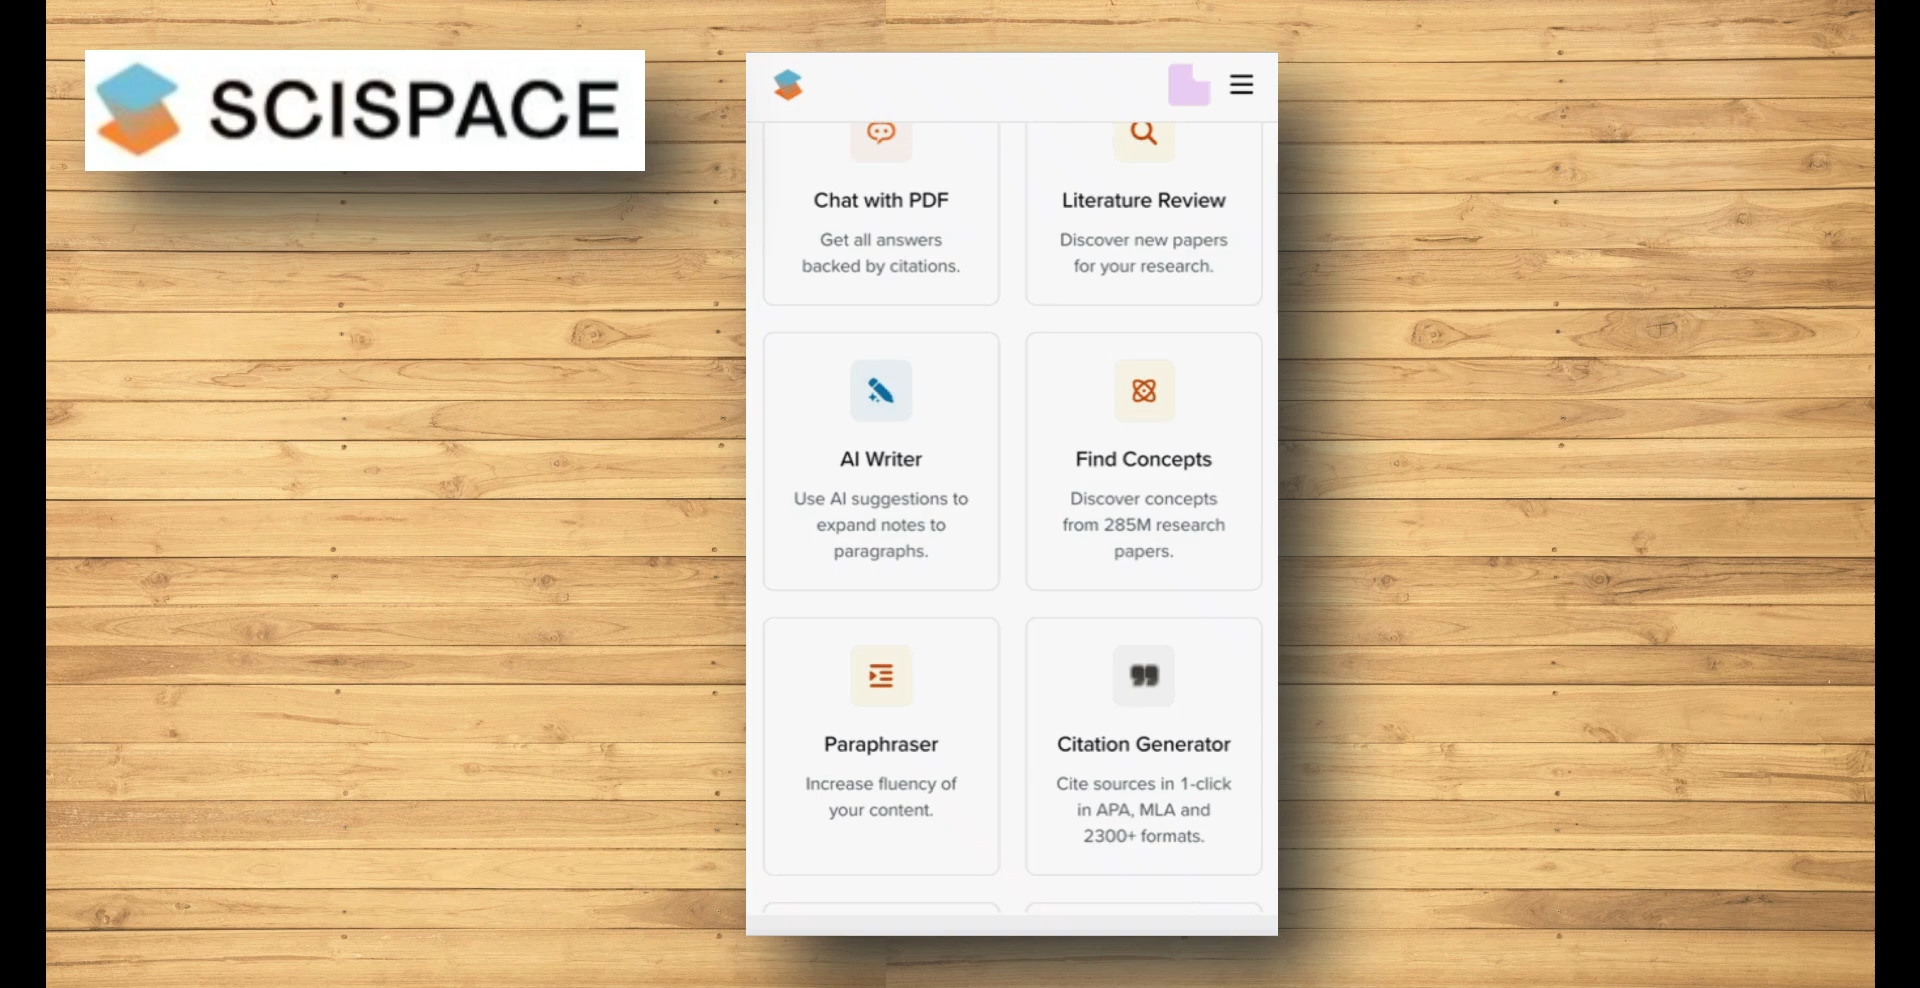 SCISPACE
Chat with PDF
Get all answers
backed by citations.
Literature Review
Discover new papers
for your research.
AI Writer
Use AI suggestions to
expand notes to
paragraphs.
Find Concepts
Discover concepts
from 285M research
papers.
Paraphraser
Increase fluency of
your content.
Citation Generator
Cite sources in 1-click
in APA, MLA and
2300+ formats.